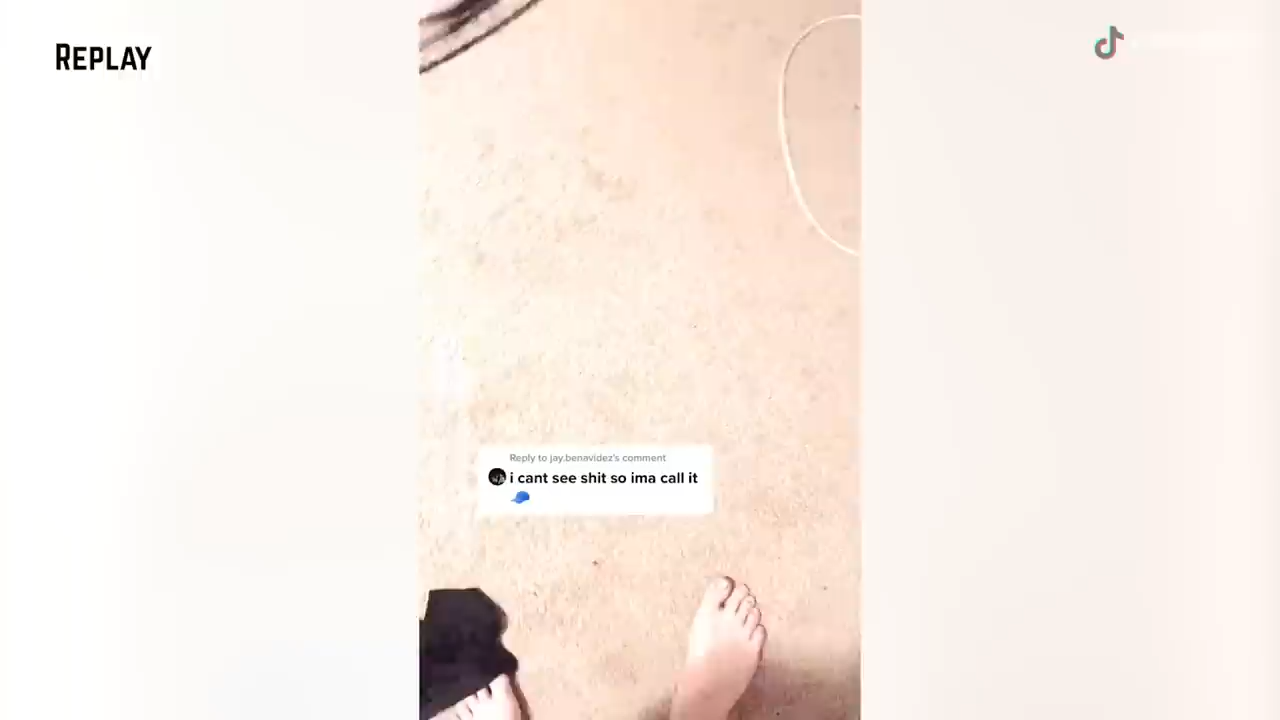 REPLAY
Reply to jay.benavidez's comment
i cant see shit so ima call it
🧢